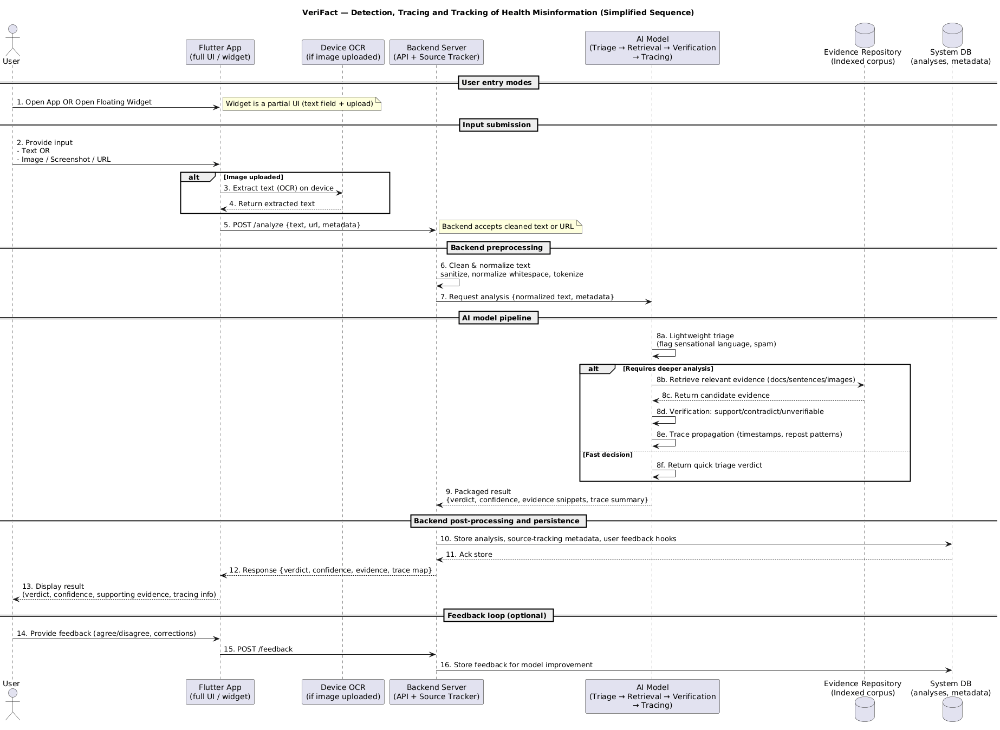 VeriFact — Detection, Tracing and Tracking of Health Misinformation (Simplified Sequence)
User
Flutter App
(full UI / widget)
Device OCR
(if image uploaded)
Backend Server
(API + Source Tracker)
AI Model
(Triage → Retrieval → Verification
→ Tracing)
Evidence Repository
(Indexed corpus)
System DB
(analyses, metadata)
User entry modes
1. Open App OR Open Floating Widget
Widget is a partial UI (text field + upload)
Input submission
2. Provide input
- Text OR
- Image / Screenshot / URL
alt
[Image uploaded]
3. Extract text (OCR) on device
4. Return extracted text
5. POST /analyze {text, url, metadata}
Backend accepts cleaned text or URL
Backend preprocessing
6. Clean & normalize text
sanitize, normalize whitespace, tokenize
7. Request analysis {normalized text, metadata}
AI model pipeline
8a. Lightweight triage
(flag sensational language, spam)
alt
[Requires deeper analysis]
8b. Retrieve relevant evidence (docs/sentences/images)
8c. Return candidate evidence
8d. Verification: support/contradict/unverifiable
8e. Trace propagation (timestamps, repost patterns)
[Fast decision]
8f. Return quick triage verdict
9. Packaged result
{verdict, confidence, evidence snippets, trace summary}
Backend post-processing and persistence
10. Store analysis, source-tracking metadata, user feedback hooks
11. Ack store
12. Response {verdict, confidence, evidence, trace map}
13. Display result
(verdict, confidence, supporting evidence, tracing info)
Feedback loop (optional)
14. Provide feedback (agree/disagree, corrections)
15. POST /feedback
16. Store feedback for model improvement
User
Flutter App
(full UI / widget)
Device OCR
(if image uploaded)
Backend Server
(API + Source Tracker)
AI Model
(Triage → Retrieval → Verification
→ Tracing)
Evidence Repository
(Indexed corpus)
System DB
(analyses, metadata)